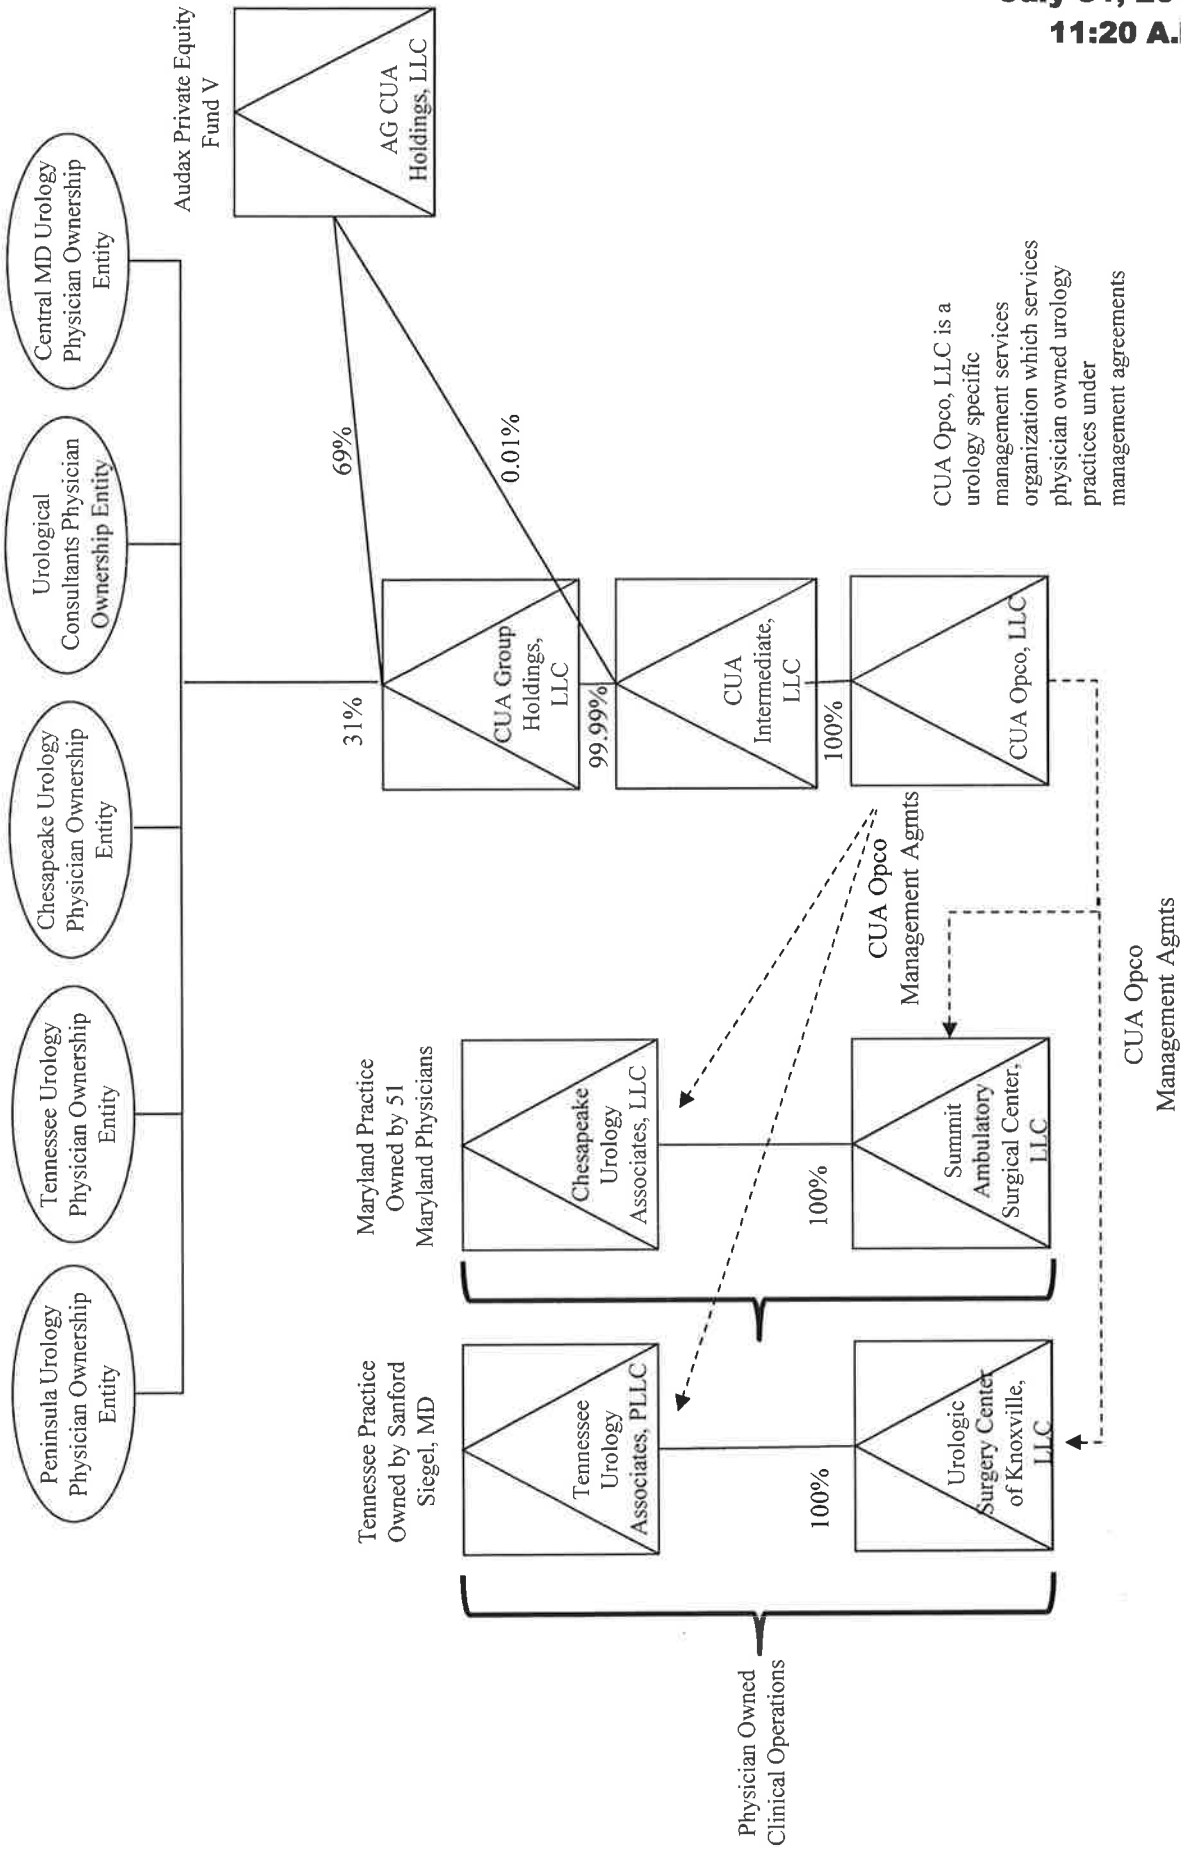 11:20 A.
Peninsula Urology
Physician Ownership
Entity
Tennessee Urology
Physician Ownership
Entity
Chesapeake Urology
Physician Ownership
Entity
Urological
Consultants Physician
Ownership Entity
Central MD Urology
Physician Ownership
Entity
Audax Private Equity
Fund V
AG CUA
Holdings, LLC
69%
0.01%
31%
CUA Group
Holdings,
LLC
99.99%
CUA
Intermediate,
LLC
100%
CUA Opco, LLC
CUA Opco, LLC is a
urology specific
management services
organization which services
physician owned urology
practices under
management agreements
Tennessee Practice
Owned by Sanford
Siegel, MD
Tennessee
Urology
Associates, PLLC
100%
Urologic
Surgery Center
of Knoxville,
LLC
Maryland Practice
Owned by 51
Maryland Physicians
Chesapeake
Urology
Associates, LLC
100%
Summit
Ambulatory
Surgical Center,
LLC
CUA Opco
Management Agmts
CUA Opco
Management Agmts
Physician Owned
Clinical Operations